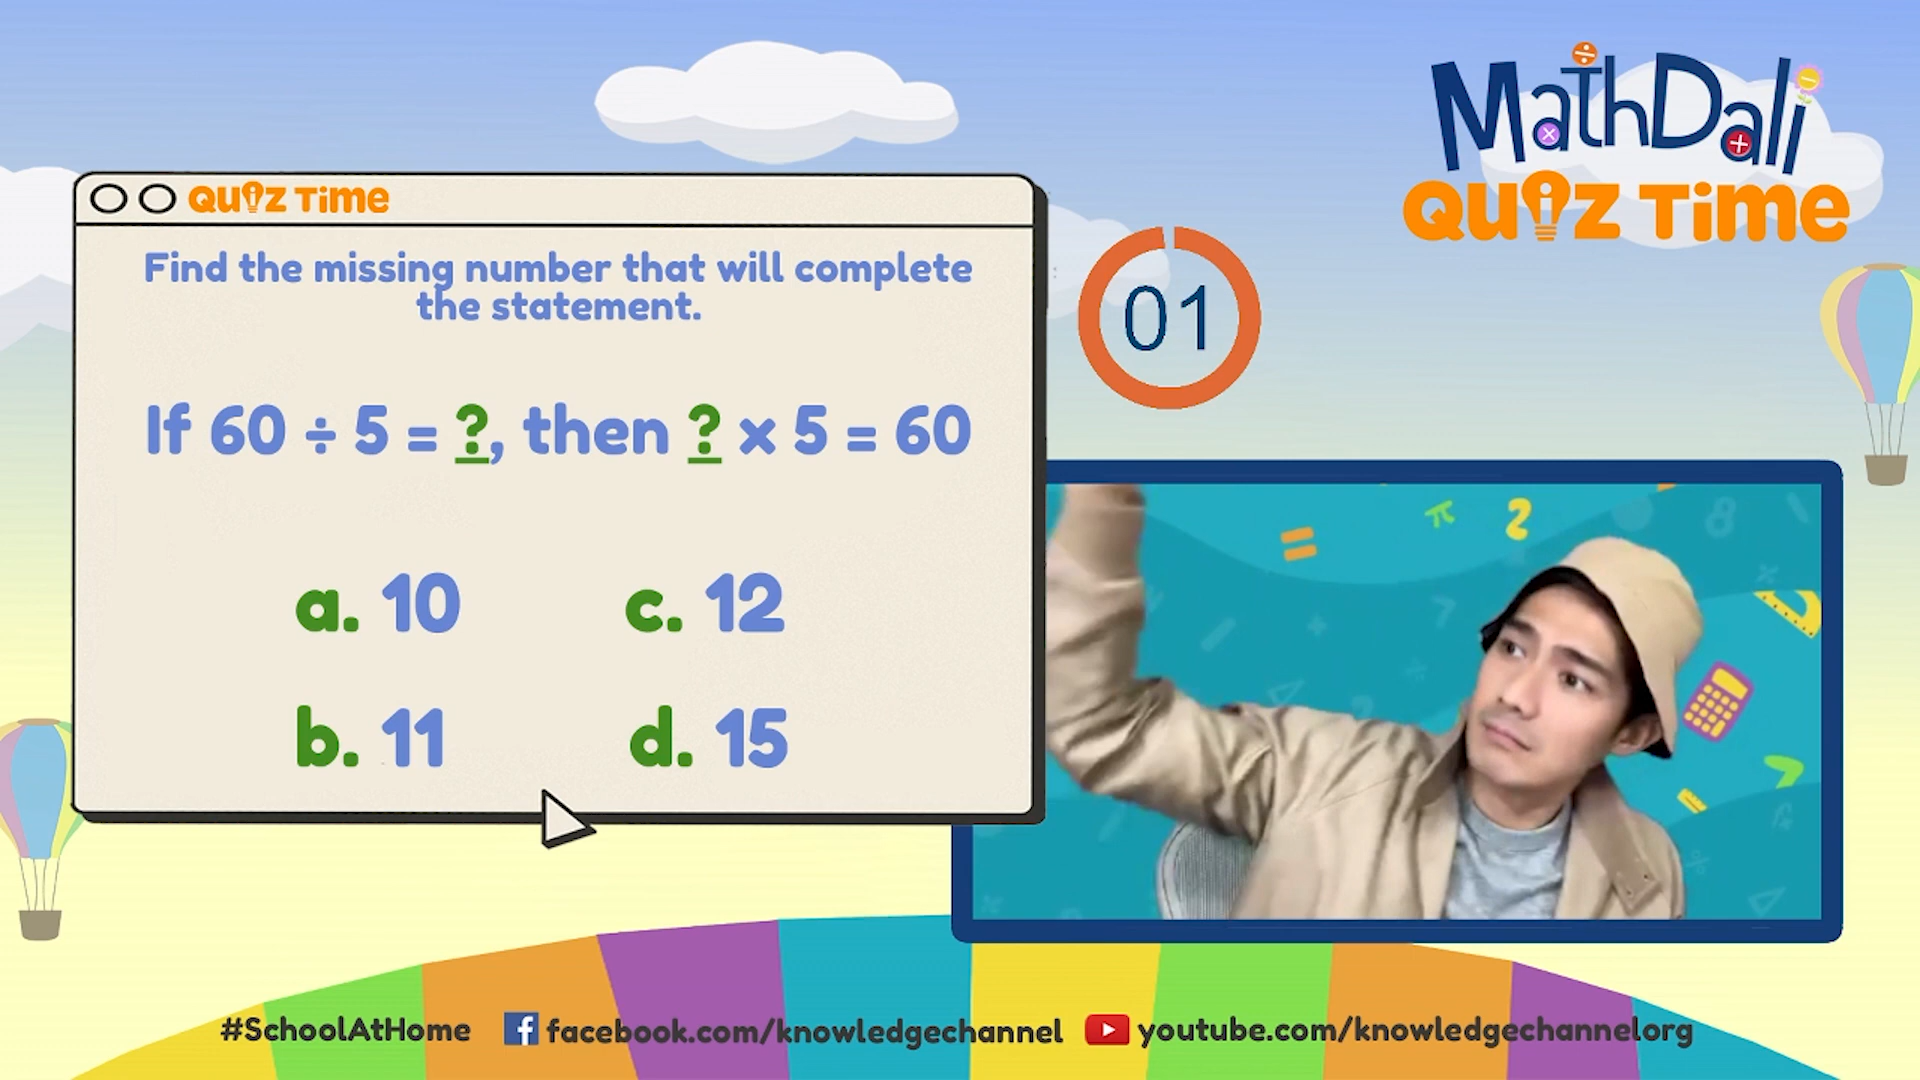 MathDali
Quiz Time
Quiz Time
Find the missing number that will complete
the statement.
01
If 60 ÷ 5 = ?, then ? × 5 = 60
a. 10
c. 12
b. 11
d. 15
#SchoolAtHome
facebook.com/knowledgechannel
youtube.com/knowledgechannelorg